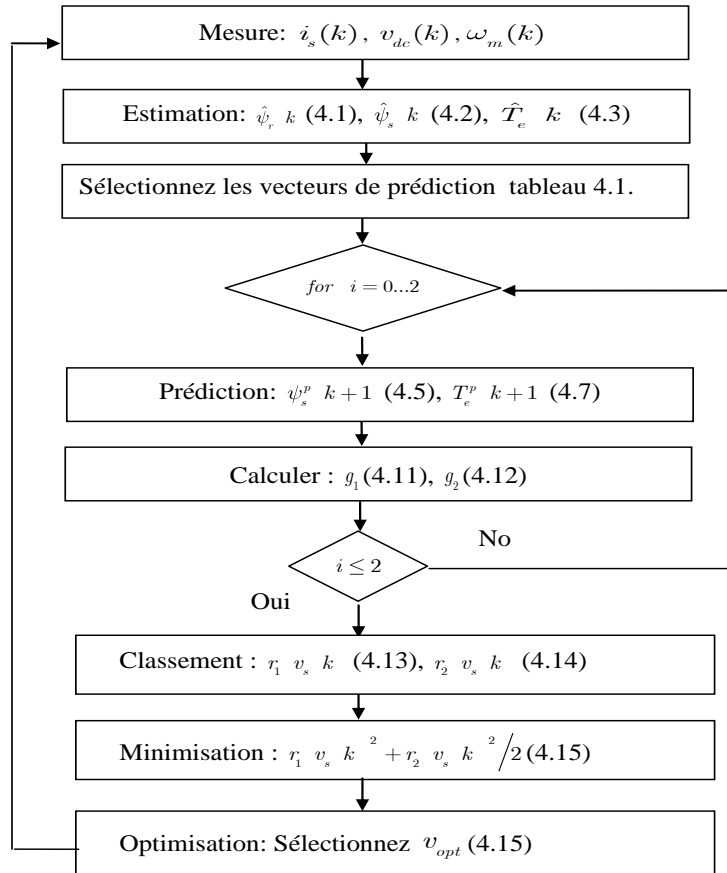 Mesure: i_s(k), v_dc(k), ω_m(k)
Estimation: ψ̂_r k (4.1), ψ̂_s k (4.2), T̂_e k (4.3)
Sélectionnez les vecteurs de prédiction tableau 4.1.
for i = 0...2
Prédiction: ψ_s^p k+1 (4.5), T_e^p k+1 (4.7)
Calculer : g_1(4.11), g_2(4.12)
No
i ≤ 2
Oui
Classement : r_1 v_s k (4.13), r_2 v_s k (4.14)
Minimisation : r_1 v_s k ^2 + r_2 v_s k ^2/2 (4.15)
Optimisation: Sélectionnez v_opt (4.15)